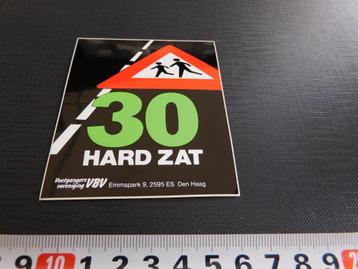 30
HARD ZAT
Voetgangers
vereniging VBV Emmapark 9, 2595 ES Den Haag
9 10 1 2 3 4 5 6 7 8 9 2